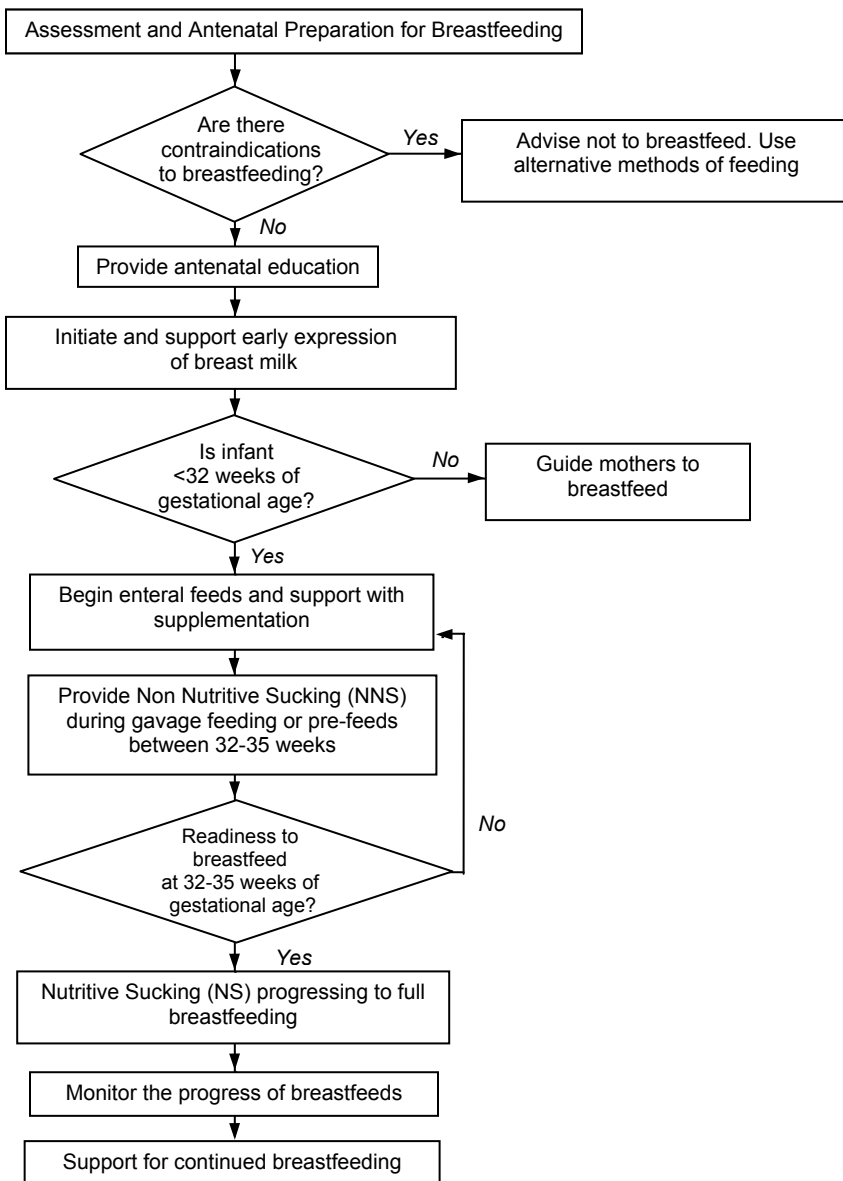 Assessment and Antenatal Preparation for Breastfeeding
Are there
contraindications
to breastfeeding?
Yes
Advise not to breastfeed. Use
alternative methods of feeding
No
Provide antenatal education
Initiate and support early expression
of breast milk
Is infant
<32 weeks of
gestational age?
No
Guide mothers to
breastfeed
Yes
Begin enteral feeds and support with
supplementation
Provide Non Nutritive Sucking (NNS)
during gavage feeding or pre-feeds
between 32-35 weeks
No
Readiness to
breastfeed
at 32-35 weeks of
gestational age?
Yes
Nutritive Sucking (NS) progressing to full
breastfeeding
Monitor the progress of breastfeeds
Support for continued breastfeeding